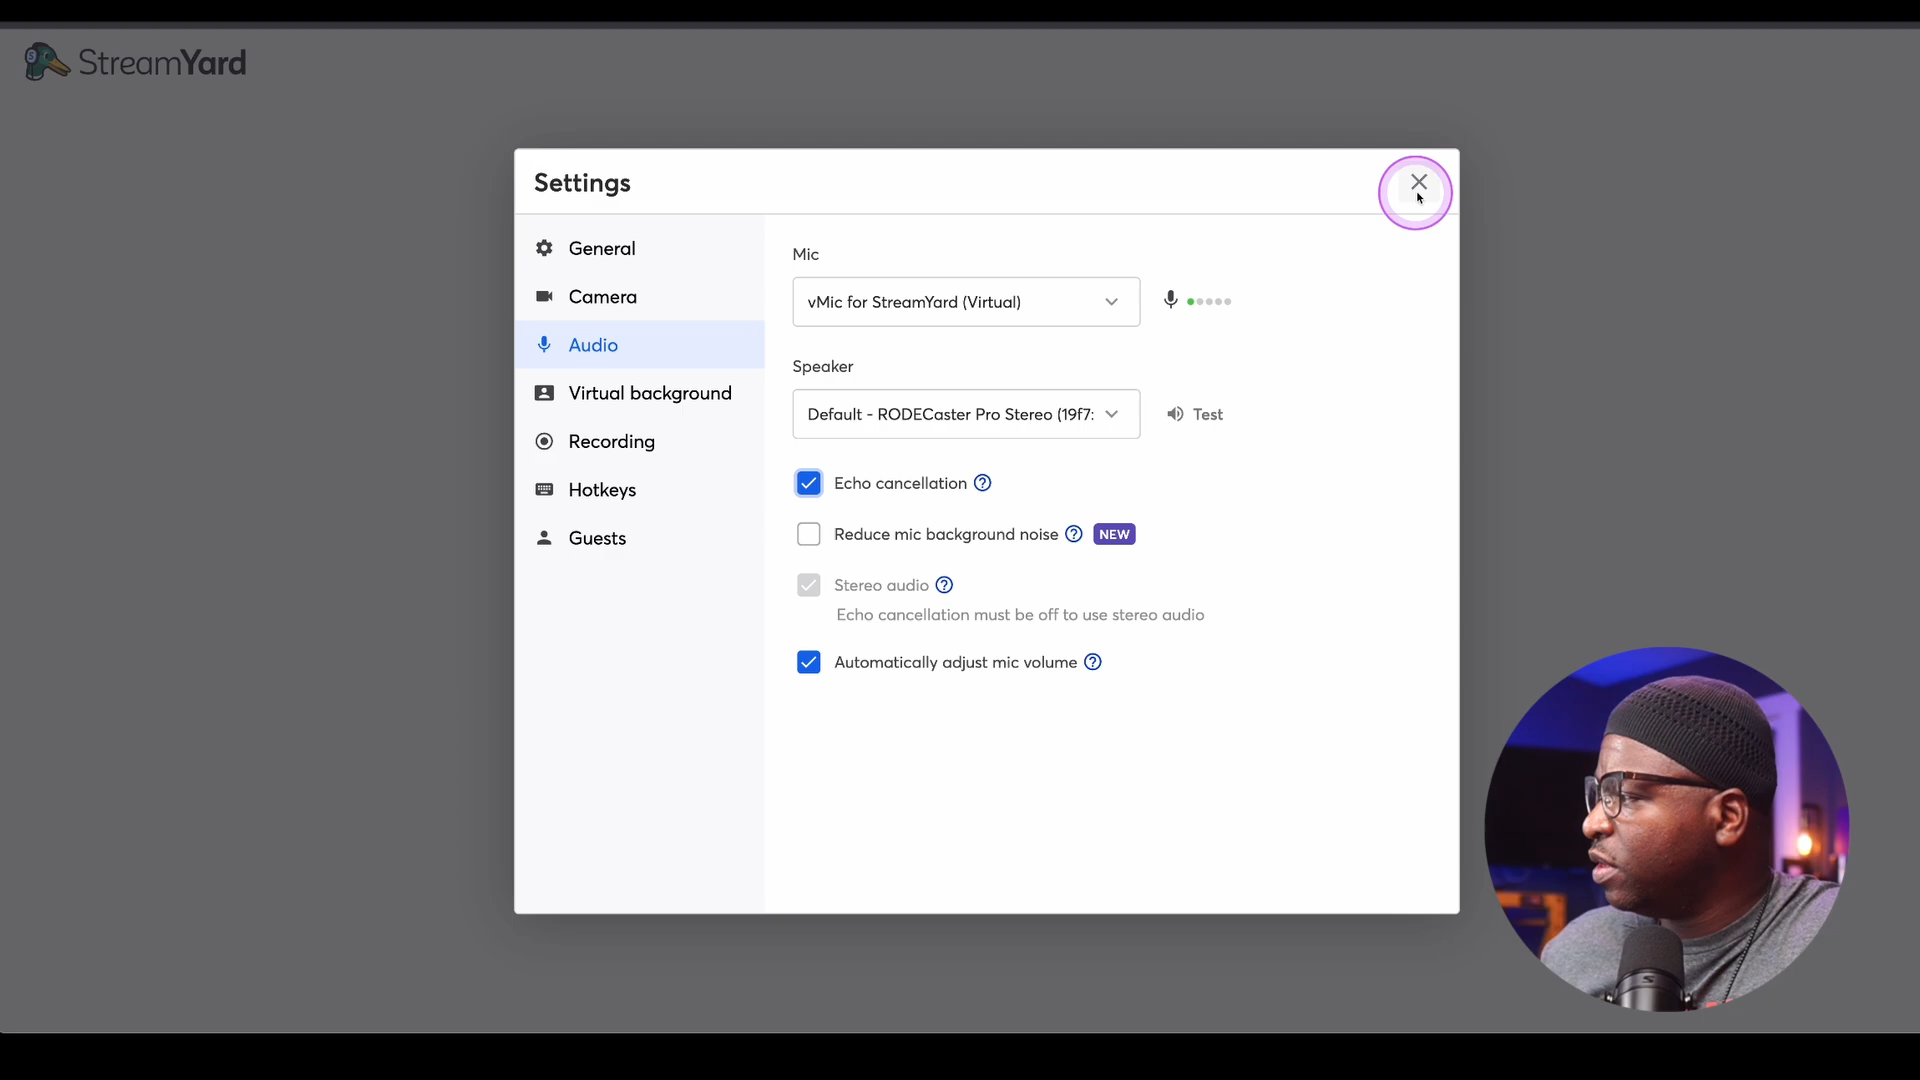 StreamYard
Settings
General
Camera
Audio
Virtual background
Recording
Hotkeys
Guests
Mic
vMic for StreamYard (Virtual)
Speaker
Default - RODECaster Pro Stereo (19f7:
Test
Echo cancellation
Reduce mic background noise NEW
Stereo audio
Echo cancellation must be off to use stereo audio
Automatically adjust mic volume